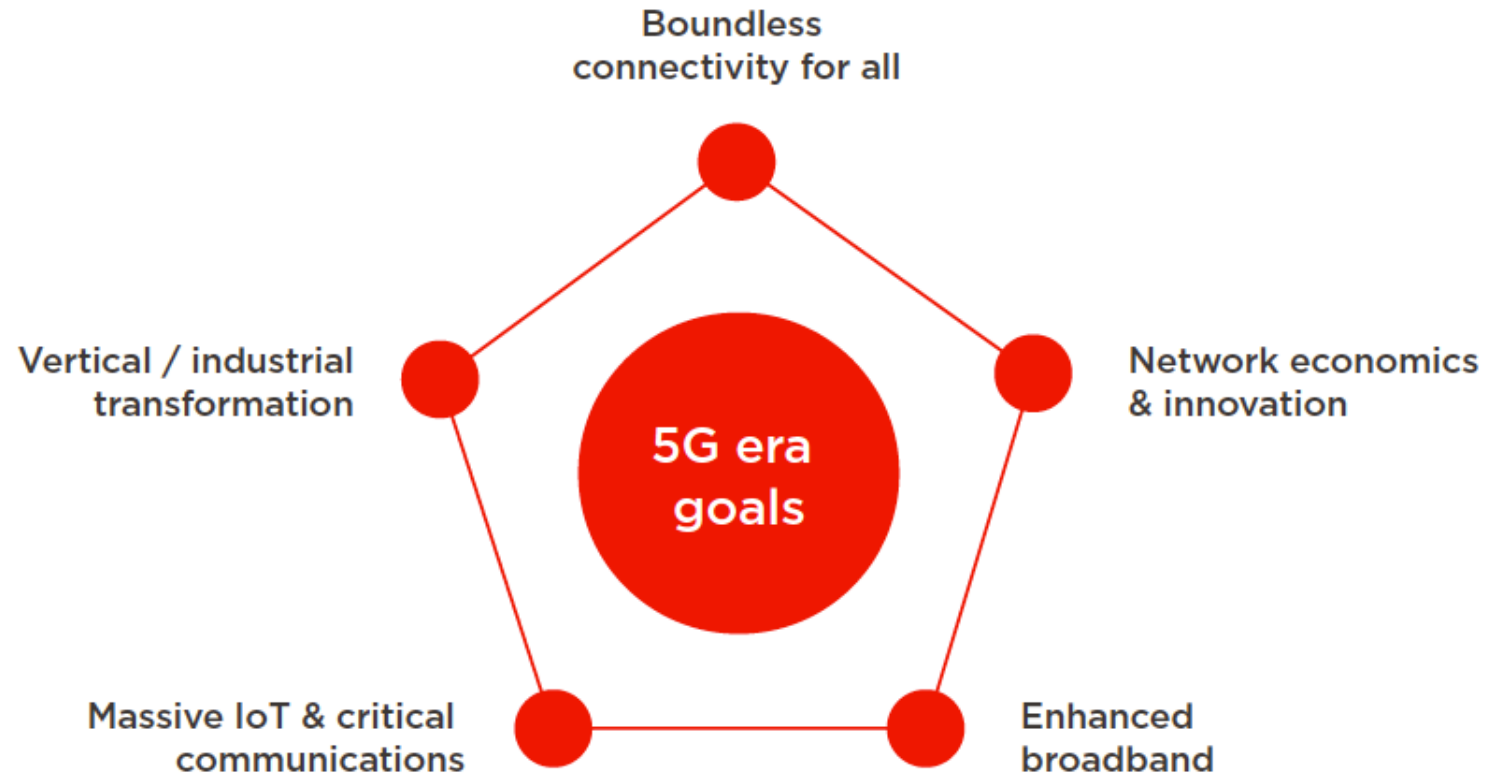 Boundless
connectivity for all
Vertical / industrial
transformation
Network economics
& innovation
5G era
goals
Massive IoT & critical
communications
Enhanced
broadband